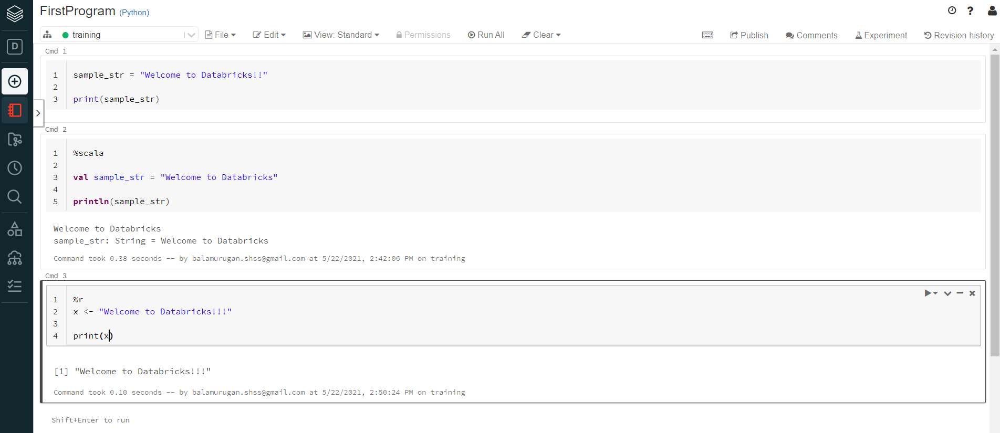 FirstProgram (Python)
training File Edit View: Standard Permissions Run All Clear Publish Comments Experiment Revision history
D
Cmd 1
1 sample_str = "Welcome to Databricks!!"
2
3 print(sample_str)
Cmd 2
1 %scala
2
3 val sample_str = "Welcome to Databricks"
4
5 println(sample_str)
Welcome to Databricks
sample_str: String = Welcome to Databricks
Command took 0.38 seconds -- by balamurugan.shss@gmail.com at 5/22/2021, 2:42:06 PM on training
Cmd 3
1 %r
2 x <- "Welcome to Databricks!!!"
3
4 print(x)
[1] "Welcome to Databricks!!!"
Command took 0.10 seconds -- by balamurugan.shss@gmail.com at 5/22/2021, 2:50:24 PM on training
Shift+Enter to run